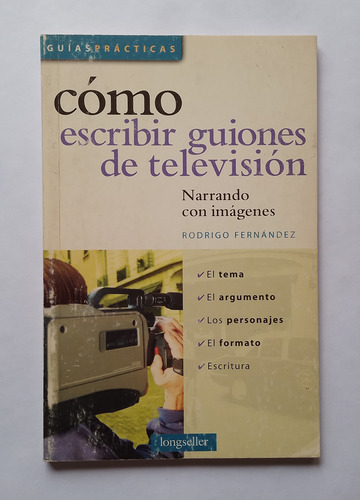 GUÍASPRÁCTICAS
cómo
escribir guiones
de televisión
Narrando
con imágenes
RODRIGO FERNÁNDEZ
✓ El tema
✓ El argumento
✓ Los personajes
✓ El formato
✓ Escritura
longseller